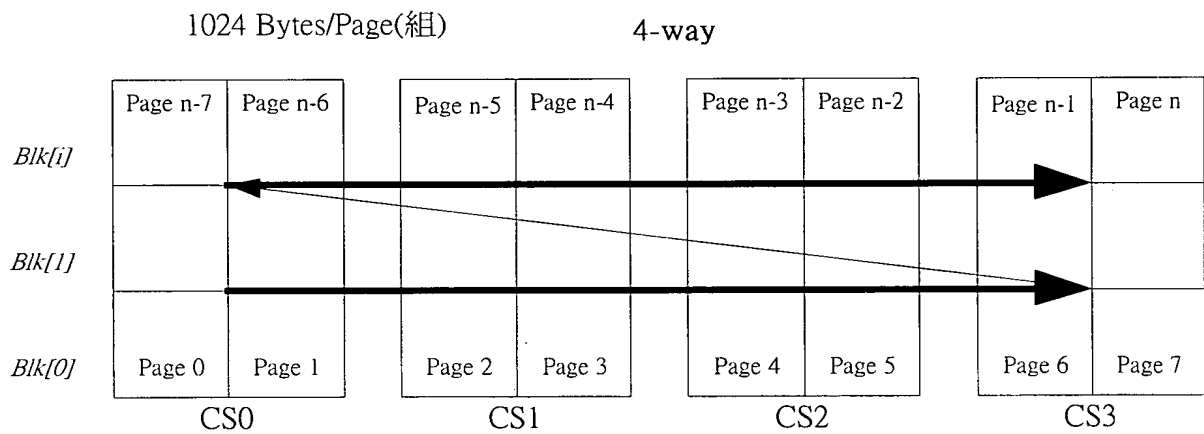 1024 Bytes/Page(組) 4-way
Page n-7 Page n-6 Page n-5 Page n-4 Page n-3 Page n-2 Page n-1 Page n
Blk[i]
Blk[1]
Blk[0] Page 0 Page 1 Page 2 Page 3 Page 4 Page 5 Page 6 Page 7
CS0 CS1 CS2 CS3